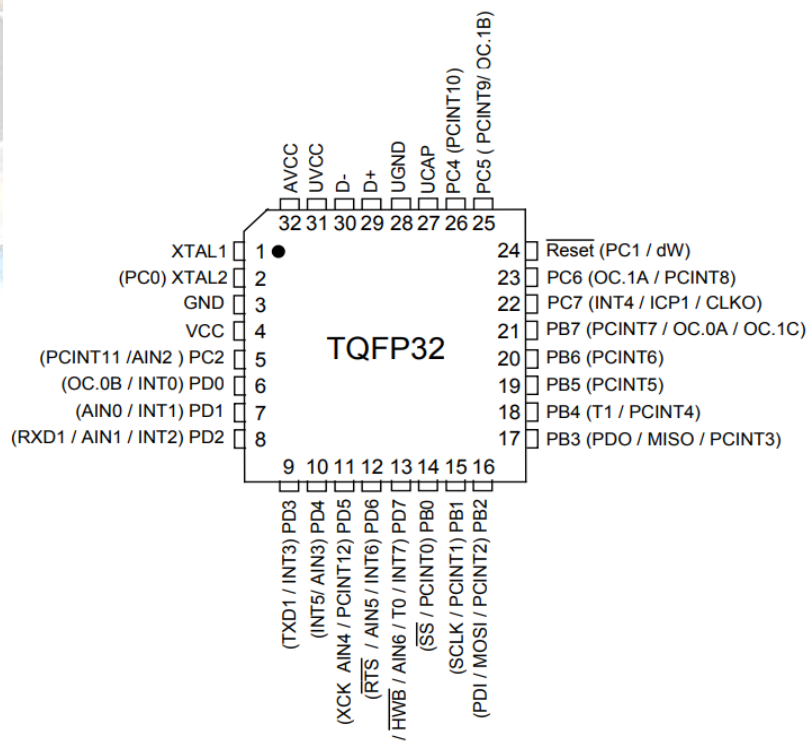 AVCC
UVCC
D-
D+
UGND
UCAP
PC4 (PCINT10)
PC5 ( PCINT9/ OC.1B)
32 31 30 29 28 27 26 25
XTAL1 1
(PC0) XTAL2 2
GND 3
VCC 4
(PCINT11 /AIN2 ) PC2 5
(OC.0B / INT0) PD0 6
(AIN0 / INT1) PD1 7
(RXD1 / AIN1 / INT2) PD2 8
TQFP32
24 Reset (PC1 / dW)
23 PC6 (OC.1A / PCINT8)
22 PC7 (INT4 / ICP1 / CLKO)
21 PB7 (PCINT7 / OC.0A / OC.1C)
20 PB6 (PCINT6)
19 PB5 (PCINT5)
18 PB4 (T1 / PCINT4)
17 PB3 (PDO / MISO / PCINT3)
9 10 11 12 13 14 15 16
(TXD1 / INT3) PD3
(INT5/ AIN3) PD4
(XCK AIN4 / PCINT12) PD5
(RTS / AIN5 / INT6) PD6
/ HWB / AIN6 / T0 / INT7) PD7
(SS / PCINT0) PB0
(SCLK / PCINT1) PB1
(PDI / MOSI / PCINT2) PB2